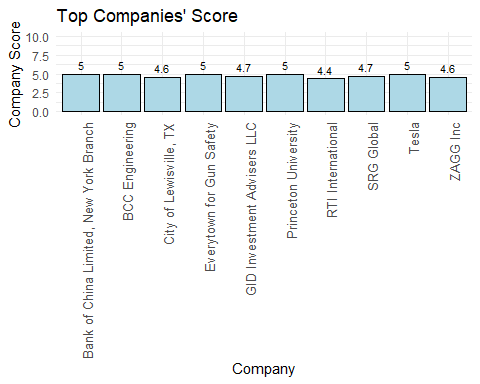 Top Companies' Score
Company Score
10.0
7.5
5.0
2.5
0.0
5
5
4.6
5
4.7
5
4.4
4.7
5
4.6
Bank of China Limited, New York Branch
BCC Engineering
City of Lewisville, TX
Everytown for Gun Safety
GID Investment Advisers LLC
Princeton University
RTI International
SRG Global
Tesla
ZAGG Inc
Company